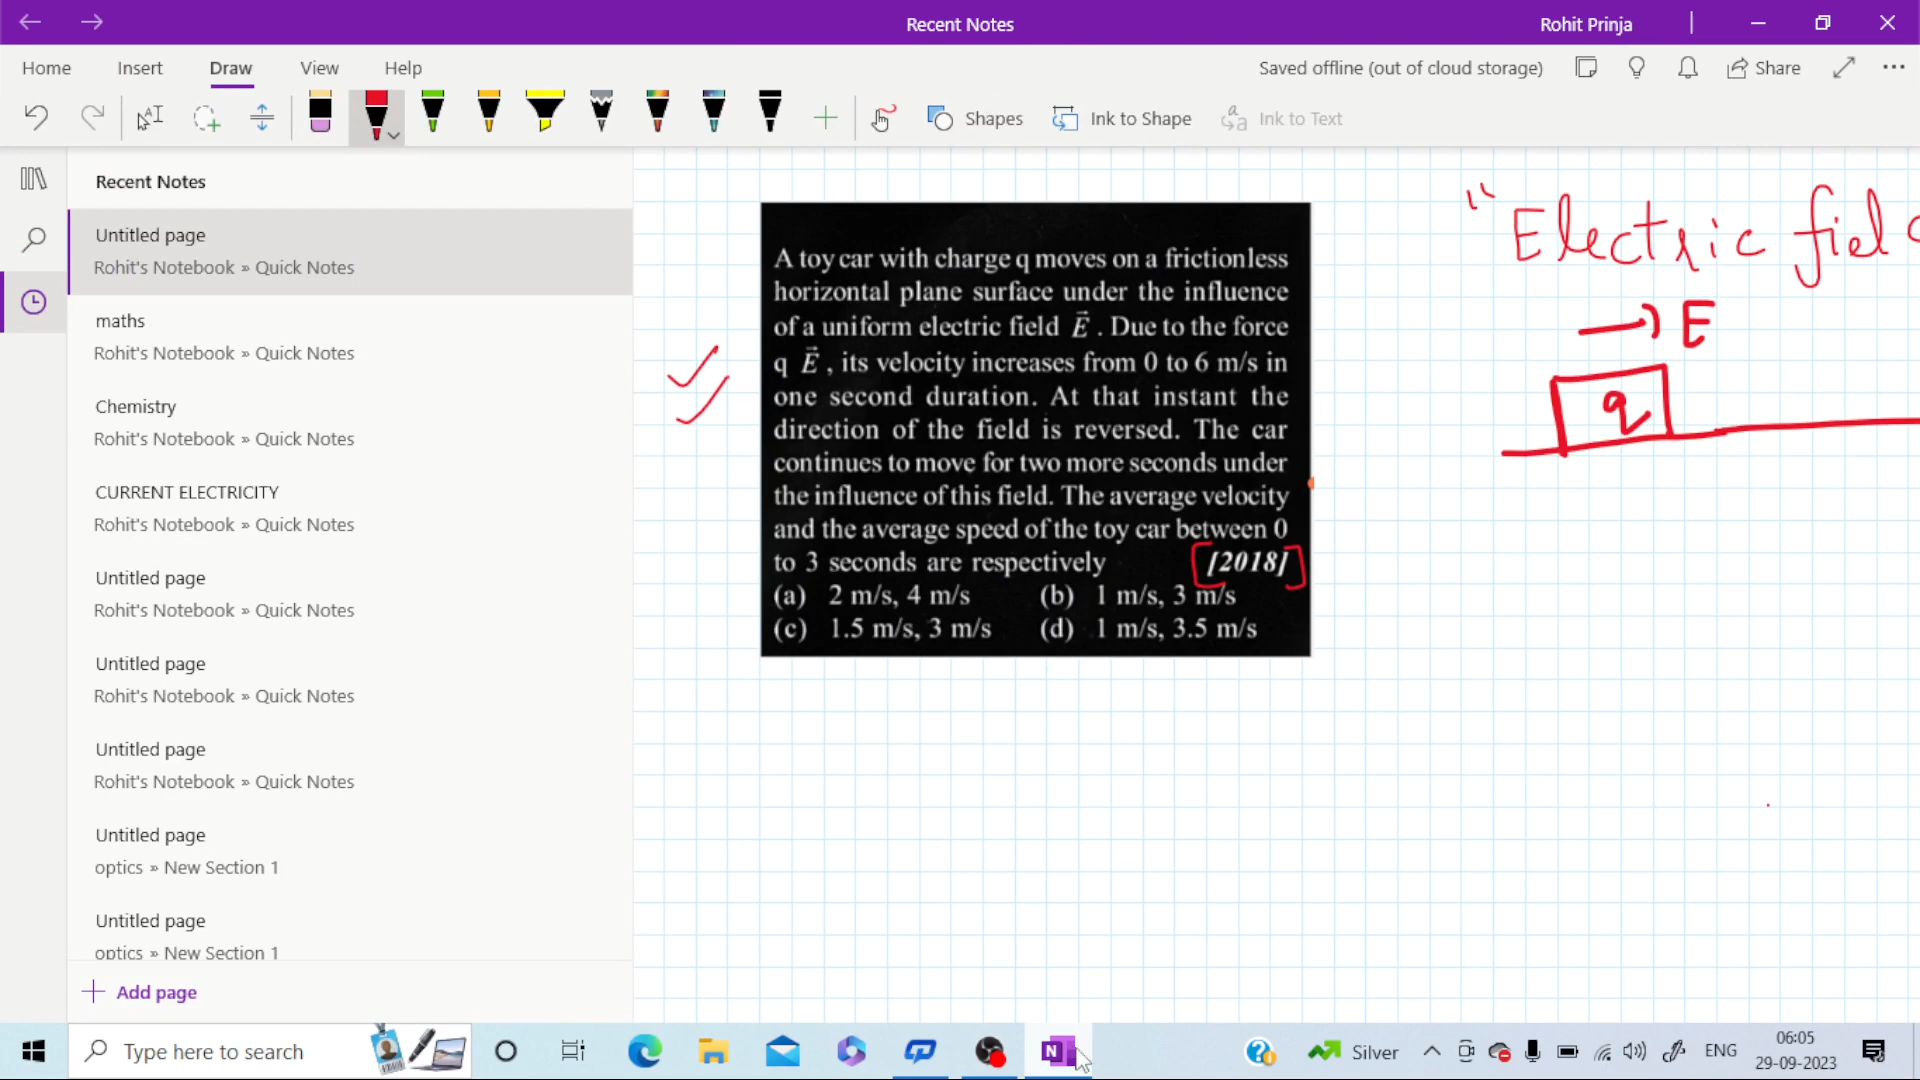 Recent Notes
Rohit Prinja
Home Insert Draw View Help
Saved offline (out of cloud storage) Share
Shapes Ink to Shape Ink to Text
Recent Notes
Untitled page
Rohit's Notebook » Quick Notes
maths
Rohit's Notebook » Quick Notes
Chemistry
Rohit's Notebook » Quick Notes
CURRENT ELECTRICITY
Rohit's Notebook » Quick Notes
Untitled page
Rohit's Notebook » Quick Notes
Untitled page
Rohit's Notebook » Quick Notes
Untitled page
Rohit's Notebook » Quick Notes
Untitled page
optics » New Section 1
Untitled page
optics » New Section 1
Add page
A toy car with charge q moves on a frictionless
horizontal plane surface under the influence
of a uniform electric field E⃗ . Due to the force
q E⃗ , its velocity increases from 0 to 6 m/s in
one second duration. At that instant the
direction of the field is reversed. The car
continues to move for two more seconds under
the influence of this field. The average velocity
and the average speed of the toy car between 0
to 3 seconds are respectively [2018]
(a) 2 m/s, 4 m/s (b) 1 m/s, 3 m/s
(c) 1.5 m/s, 3 m/s (d) 1 m/s, 3.5 m/s
"Electric fiel
→ E
q
Type here to search
Silver
ENG
06:05
29-09-2023